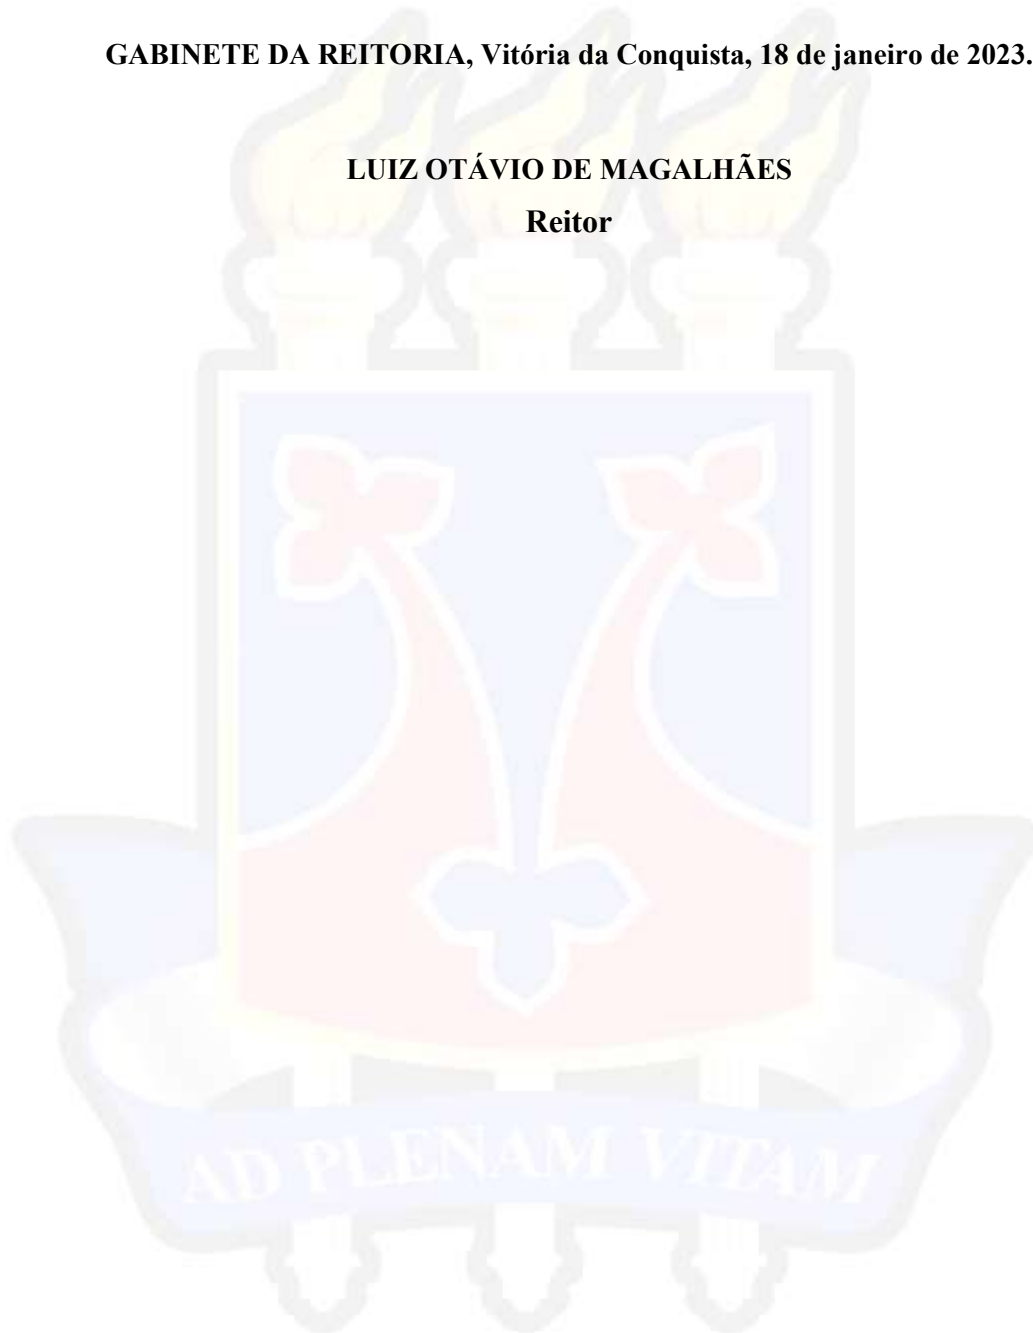 GABINETE DA REITORIA, Vitória da Conquista, 18 de janeiro de 2023.
LUIZ OTÁVIO DE MAGALHÃES
Reitor
AD PLENAM VITAM